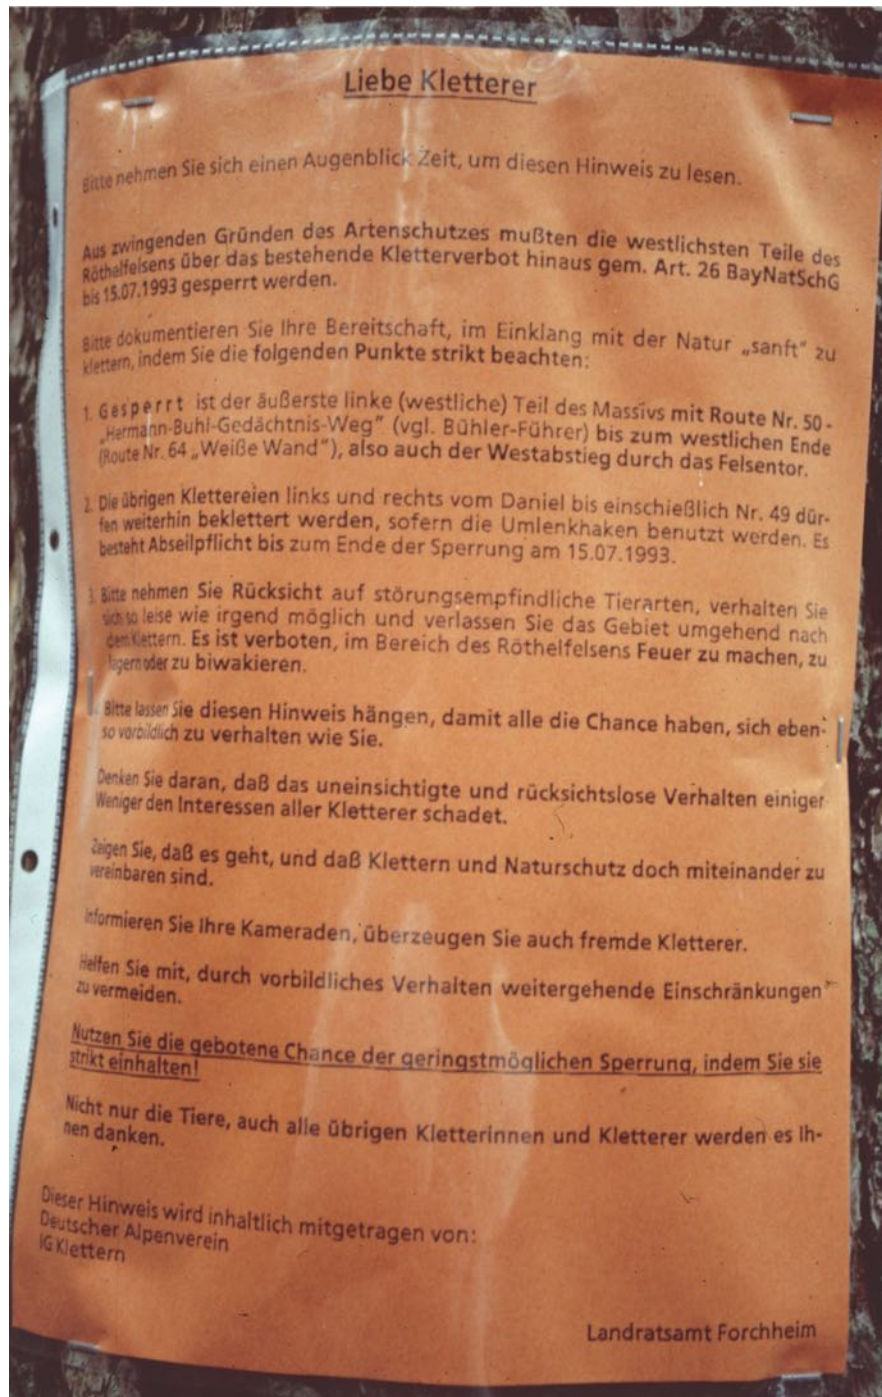 Liebe Kletterer
Bitte nehmen Sie sich einen Augenblick Zeit, um diesen Hinweis zu lesen.
Aus zwingenden Gründen des Artenschutzes mußten die westlichsten Teile des
Röthelfelsens über das bestehende Kletterverbot hinaus gem. Art. 26 BayNatSchG
bis 15.07.1993 gesperrt werden.
Bitte dokumentieren Sie Ihre Bereitschaft, im Einklang mit der Natur „sanft" zu
klettern, indem Sie die folgenden Punkte strikt beachten:
1. Gesperrt ist der äußerste linke (westliche) Teil des Massivs mit Route Nr. 50 -
„Hermann-Buhl-Gedächtnis-Weg" (vgl. Bühler-Führer) bis zum westlichen Ende
(Route Nr. 64 „Weiße Wand"), also auch der Westabstieg durch das Felsentor.
2. Die übrigen Klettereien links und rechts vom Daniel bis einschießlich Nr. 49 dür-
fen weiterhin beklettert werden, sofern die Umlenkhaken benutzt werden. Es
besteht Abseilpflicht bis zum Ende der Sperrung am 15.07.1993.
3. Bitte nehmen Sie Rücksicht auf störungsempfindliche Tierarten, verhalten Sie
sich so leise wie irgend möglich und verlassen Sie das Gebiet umgehend nach
dem Klettern. Es ist verboten, im Bereich des Röthelfelsens Feuer zu machen, zu
lagern oder zu biwakieren.
Bitte lassen Sie diesen Hinweis hängen, damit alle die Chance haben, sich eben-
so vorbildlich zu verhalten wie Sie.
Denken Sie daran, daß das uneinsichtigte und rücksichtslose Verhalten einiger
Weniger den Interessen aller Kletterer schadet.
Zeigen Sie, daß es geht, und daß Klettern und Naturschutz doch miteinander zu
vereinbaren sind.
Informieren Sie Ihre Kameraden, überzeugen Sie auch fremde Kletterer.
Helfen Sie mit, durch vorbildliches Verhalten weitergehende Einschränkungen
zu vermeiden.
Nutzen Sie die gebotene Chance der geringstmöglichen Sperrung, indem Sie sie
strikt einhalten!
Nicht nur die Tiere, auch alle übrigen Kletterinnen und Kletterer werden es Ih-
nen danken.
Dieser Hinweis wird inhaltlich mitgetragen von:
Deutscher Alpenverein
IG Klettern
Landratsamt Forchheim